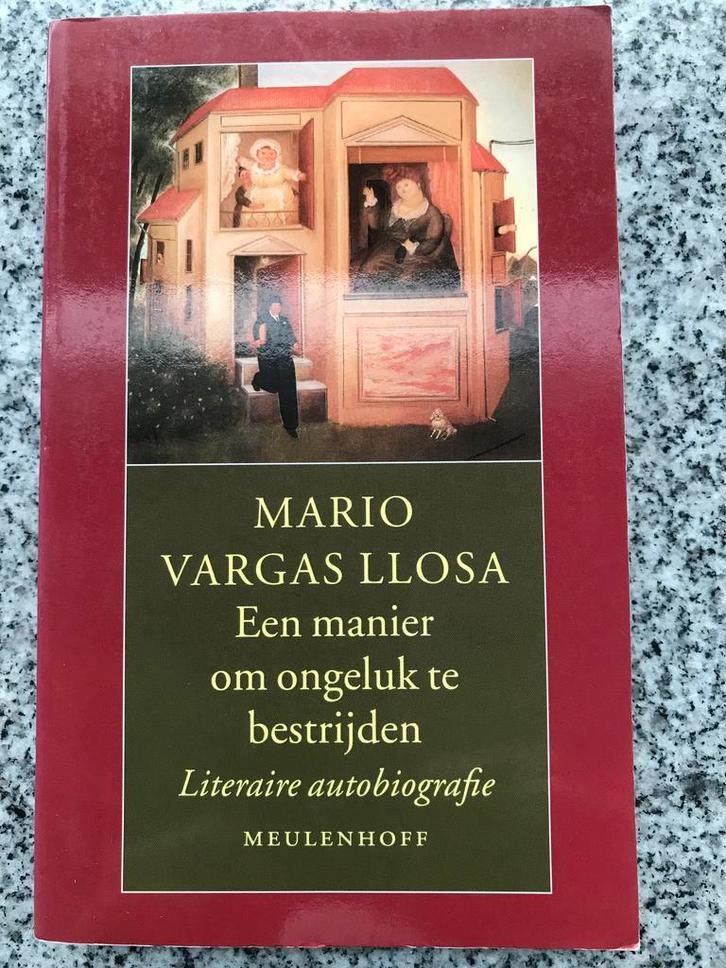 MARIO
VARGAS LLOSA
Een manier
om ongeluk te
bestrijden
Literaire autobiografie
MEULENHOFF